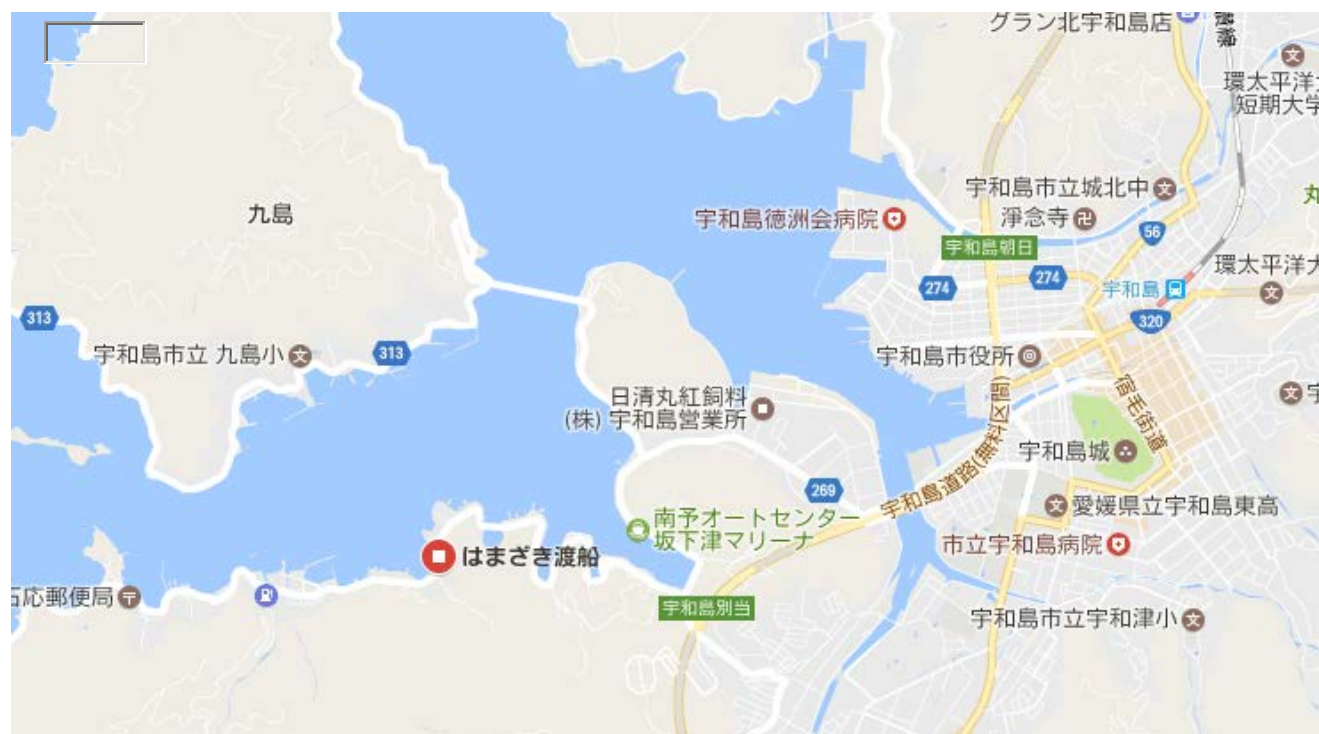 グラン北宇和島店
環太平洋
短期大学
九島
宇和島市立城北中
宇和島徳洲会病院
淨念寺
56
宇和島朝日
274
274
宇和島
環太平洋大
313
320
宇和島市立 九島小
313
宇和島市役所
日清丸紅飼料
(株) 宇和島営業所
宿毛街道
宇和島道路(無料区間)
宇和島城
269
愛媛県立宇和島東高
南予オートセンター
坂下津マリーナ
市立宇和島病院
はまざき渡船
石応郵便局
宇和島別当
宇和島市立宇和津小